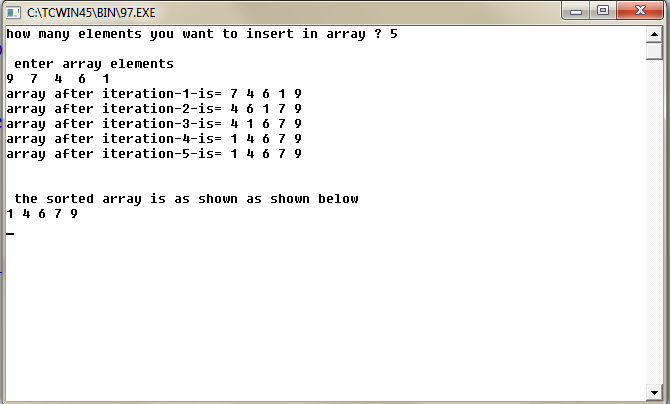 C:\TCWIN45\BIN\97.EXE
how many elements you want to insert in array ? 5
enter array elements
9 7 4 6 1
array after iteration-1-is= 7 4 6 1 9
array after iteration-2-is= 4 6 1 7 9
array after iteration-3-is= 4 1 6 7 9
array after iteration-4-is= 1 4 6 7 9
array after iteration-5-is= 1 4 6 7 9
the sorted array is as shown as shown below
1 4 6 7 9